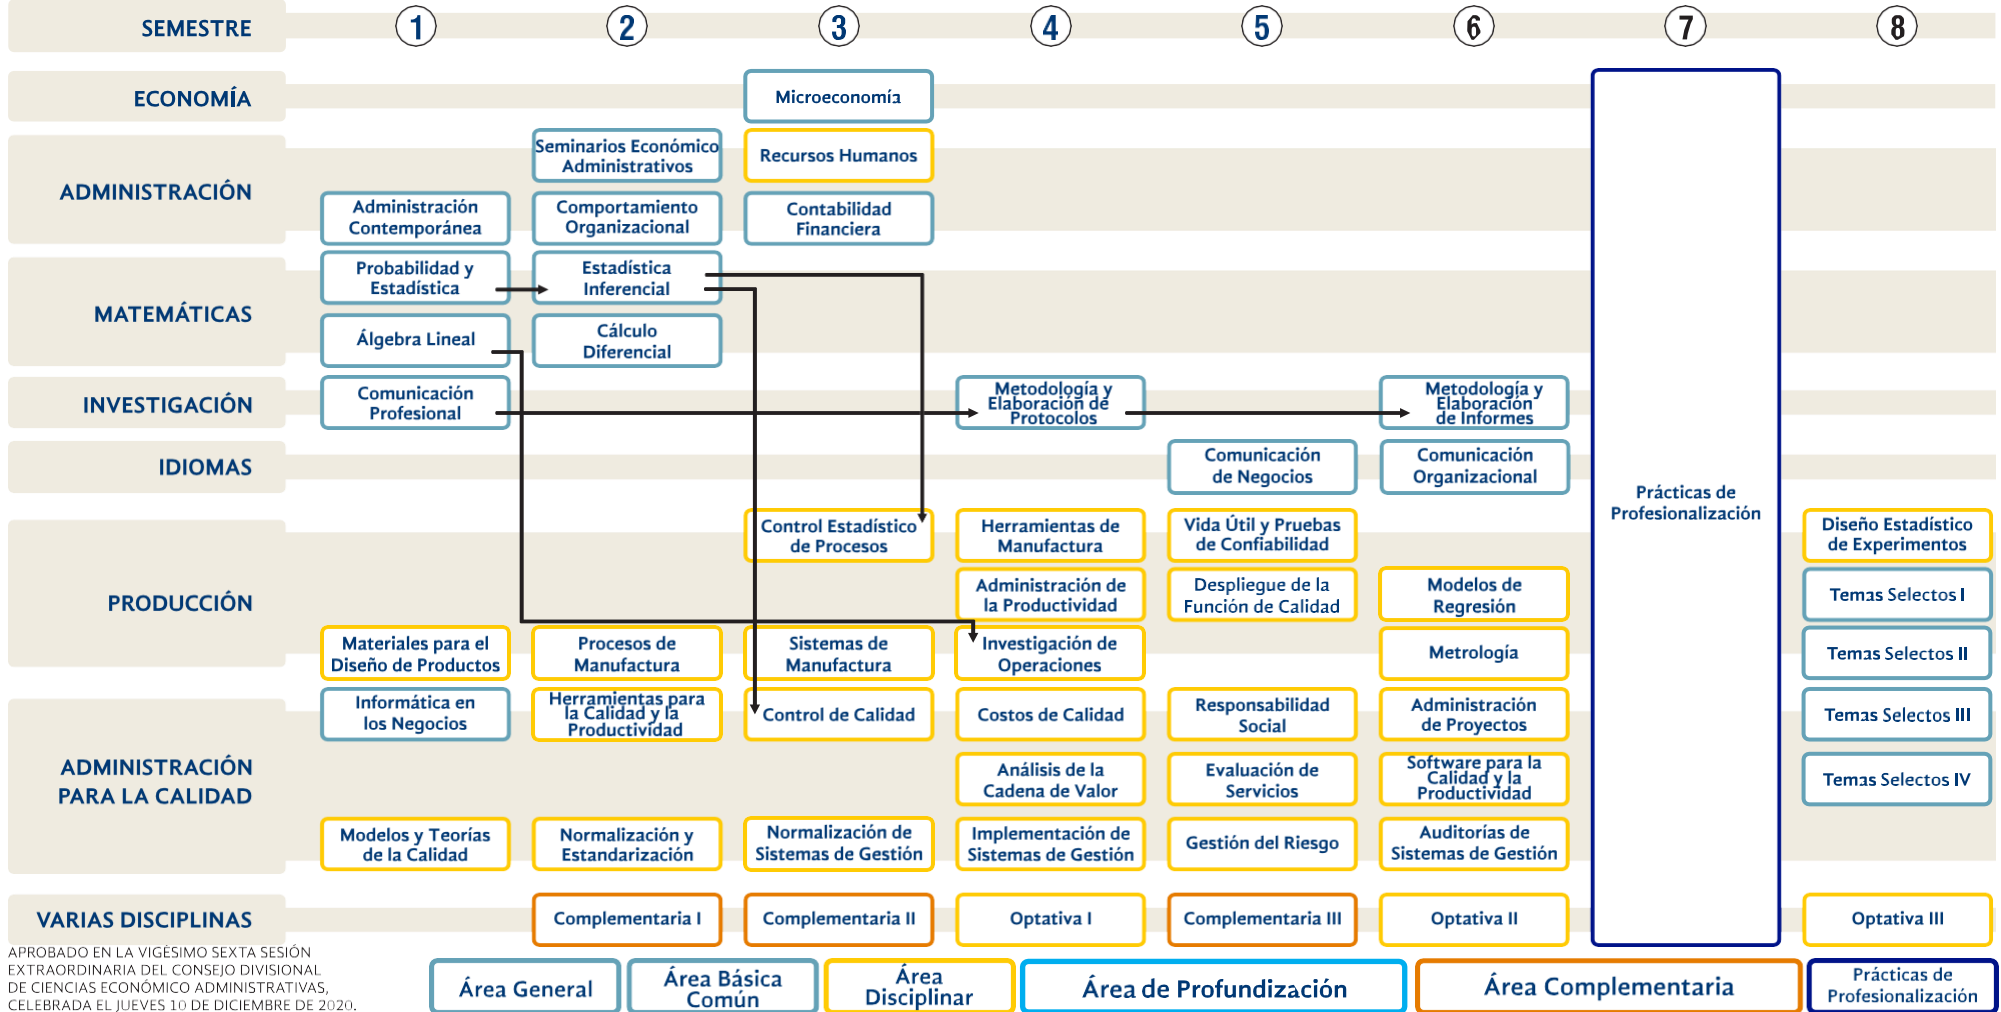 SEMESTRE
1
2
3
4
5
6
7
8
ECONOMÍA
Microeconomía
ADMINISTRACIÓN
Seminarios Económico
Administrativos
Recursos Humanos
Administración
Contemporánea
Comportamiento
Organizacional
Contabilidad
Financiera
MATEMÁTICAS
Probabilidad y
Estadística
Estadística
Inferencial
Álgebra Lineal
Cálculo
Diferencial
INVESTIGACIÓN
Comunicación
Profesional
Metodología y
Elaboración de
Protocolos
Metodología y
Elaboración
de Informes
IDIOMAS
Comunicación
de Negocios
Comunicación
Organizacional
Prácticas de
Profesionalización
PRODUCCIÓN
Control Estadístico
de Procesos
Herramientas de
Manufactura
Vida Útil y Pruebas
de Confiabilidad
Diseño Estadístico
de Experimentos
Administración de
la Productividad
Despliegue de la
Función de Calidad
Modelos de
Regresión
Temas Selectos I
Materiales para el
Diseño de Productos
Procesos de
Manufactura
Sistemas de
Manufactura
Investigación de
Operaciones
Metrología
Temas Selectos II
ADMINISTRACIÓN
PARA LA CALIDAD
Informática en
los Negocios
Herramientas para
la Calidad y la
Productividad
Control de Calidad
Costos de Calidad
Responsabilidad
Social
Administración
de Proyectos
Temas Selectos III
Análisis de la
Cadena de Valor
Evaluación de
Servicios
Software para la
Calidad y la
Productividad
Temas Selectos IV
Modelos y Teorías
de la Calidad
Normalización y
Estandarización
Normalización de
Sistemas de Gestión
Implementación de
Sistemas de Gestión
Gestión del Riesgo
Auditorías de
Sistemas de Gestión
VARIAS DISCIPLINAS
Complementaria I
Complementaria II
Optativa I
Complementaria III
Optativa II
Optativa III
APROBADO EN LA VIGÉSIMO SEXTA SESIÓN
EXTRAORDINARIA DEL CONSEJO DIVISIONAL
DE CIENCIAS ECONÓMICO ADMINISTRATIVAS,
CELEBRADA EL JUEVES 10 DE DICIEMBRE DE 2020.
Área General
Área Básica
Común
Área
Disciplinar
Área de Profundización
Área Complementaria
Prácticas de
Profesionalización